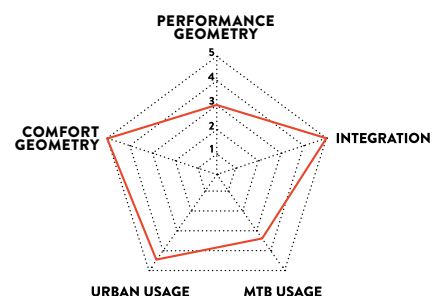 PERFORMANCE
GEOMETRY
5
4
3
2
1
COMFORT
GEOMETRY
INTEGRATION
URBAN USAGE
MTB USAGE